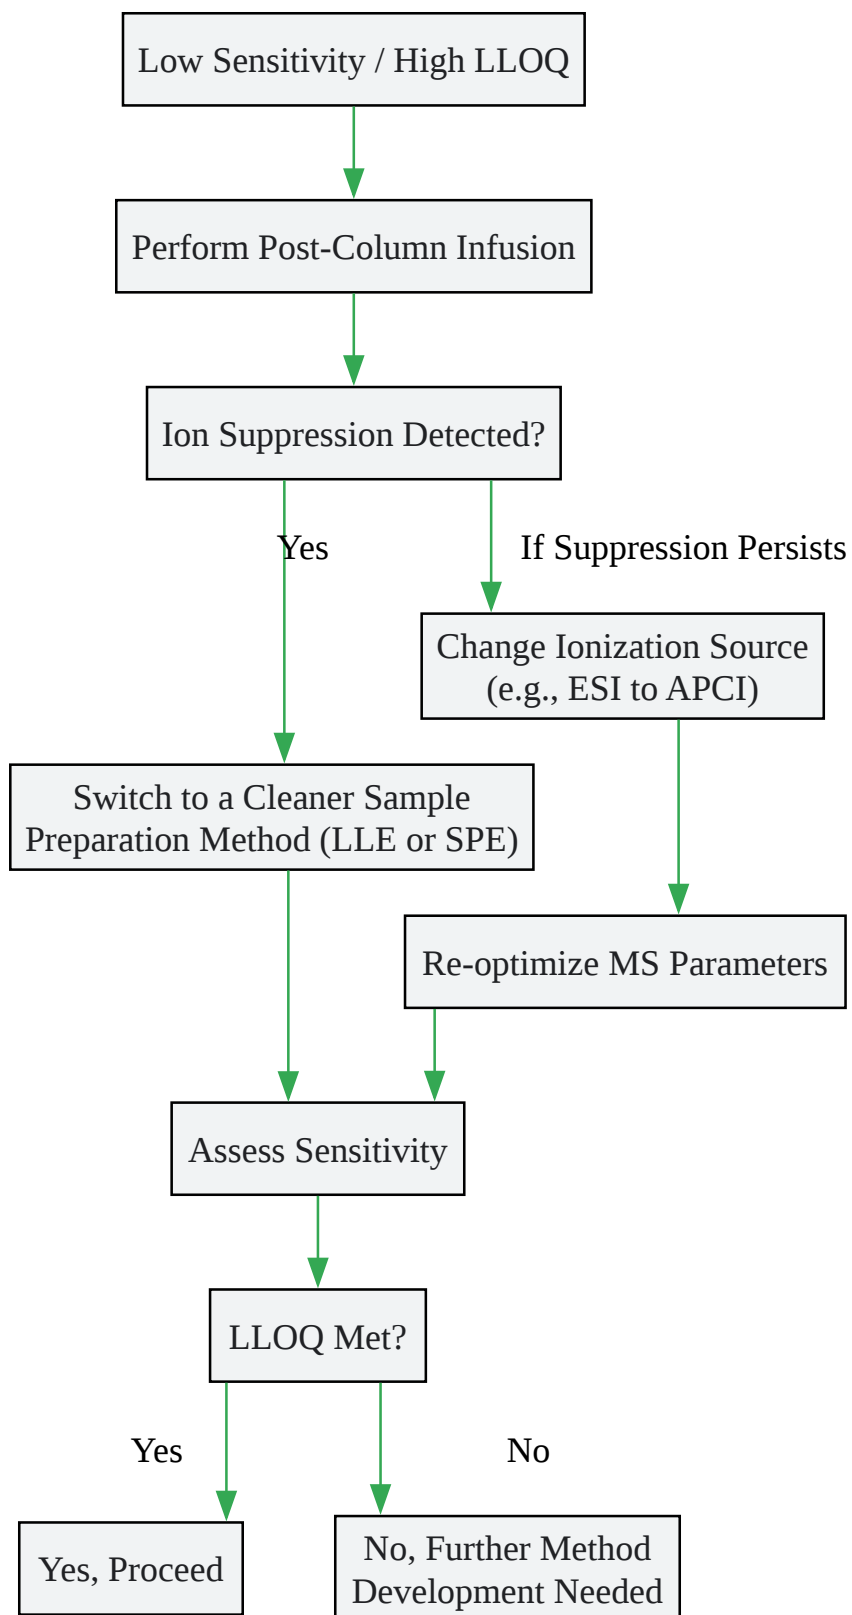 Low Sensitivity / High LLOQ
Perform Post-Column Infusion
Ion Suppression Detected?
Yes
If Suppression Persists
Change Ionization Source
(e.g., ESI to APCI)
Switch to a Cleaner Sample
Preparation Method (LLE or SPE)
Re-optimize MS Parameters
Assess Sensitivity
LLOQ Met?
Yes
No
Yes, Proceed
No, Further Method
Development Needed